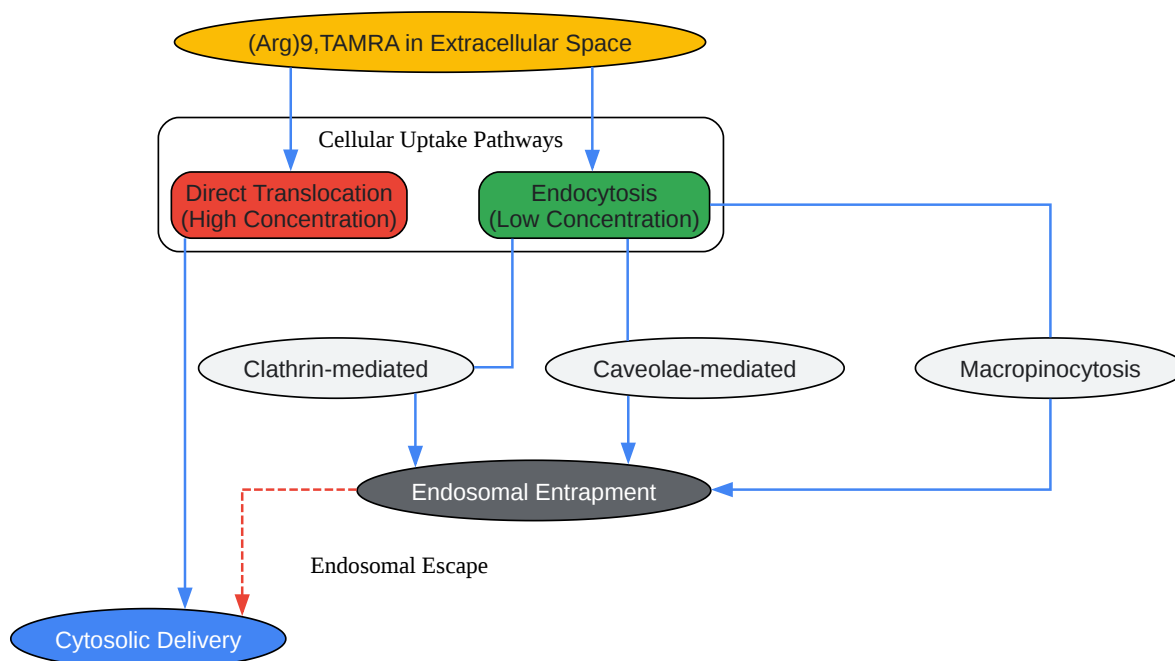 (Arg)9,TAMRA in Extracellular Space
Cellular Uptake Pathways
Direct Translocation
(High Concentration)
Endocytosis
(Low Concentration)
Clathrin-mediated
Caveolae-mediated
Macropinocytosis
Endosomal Entrapment
Endosomal Escape
Cytosolic Delivery